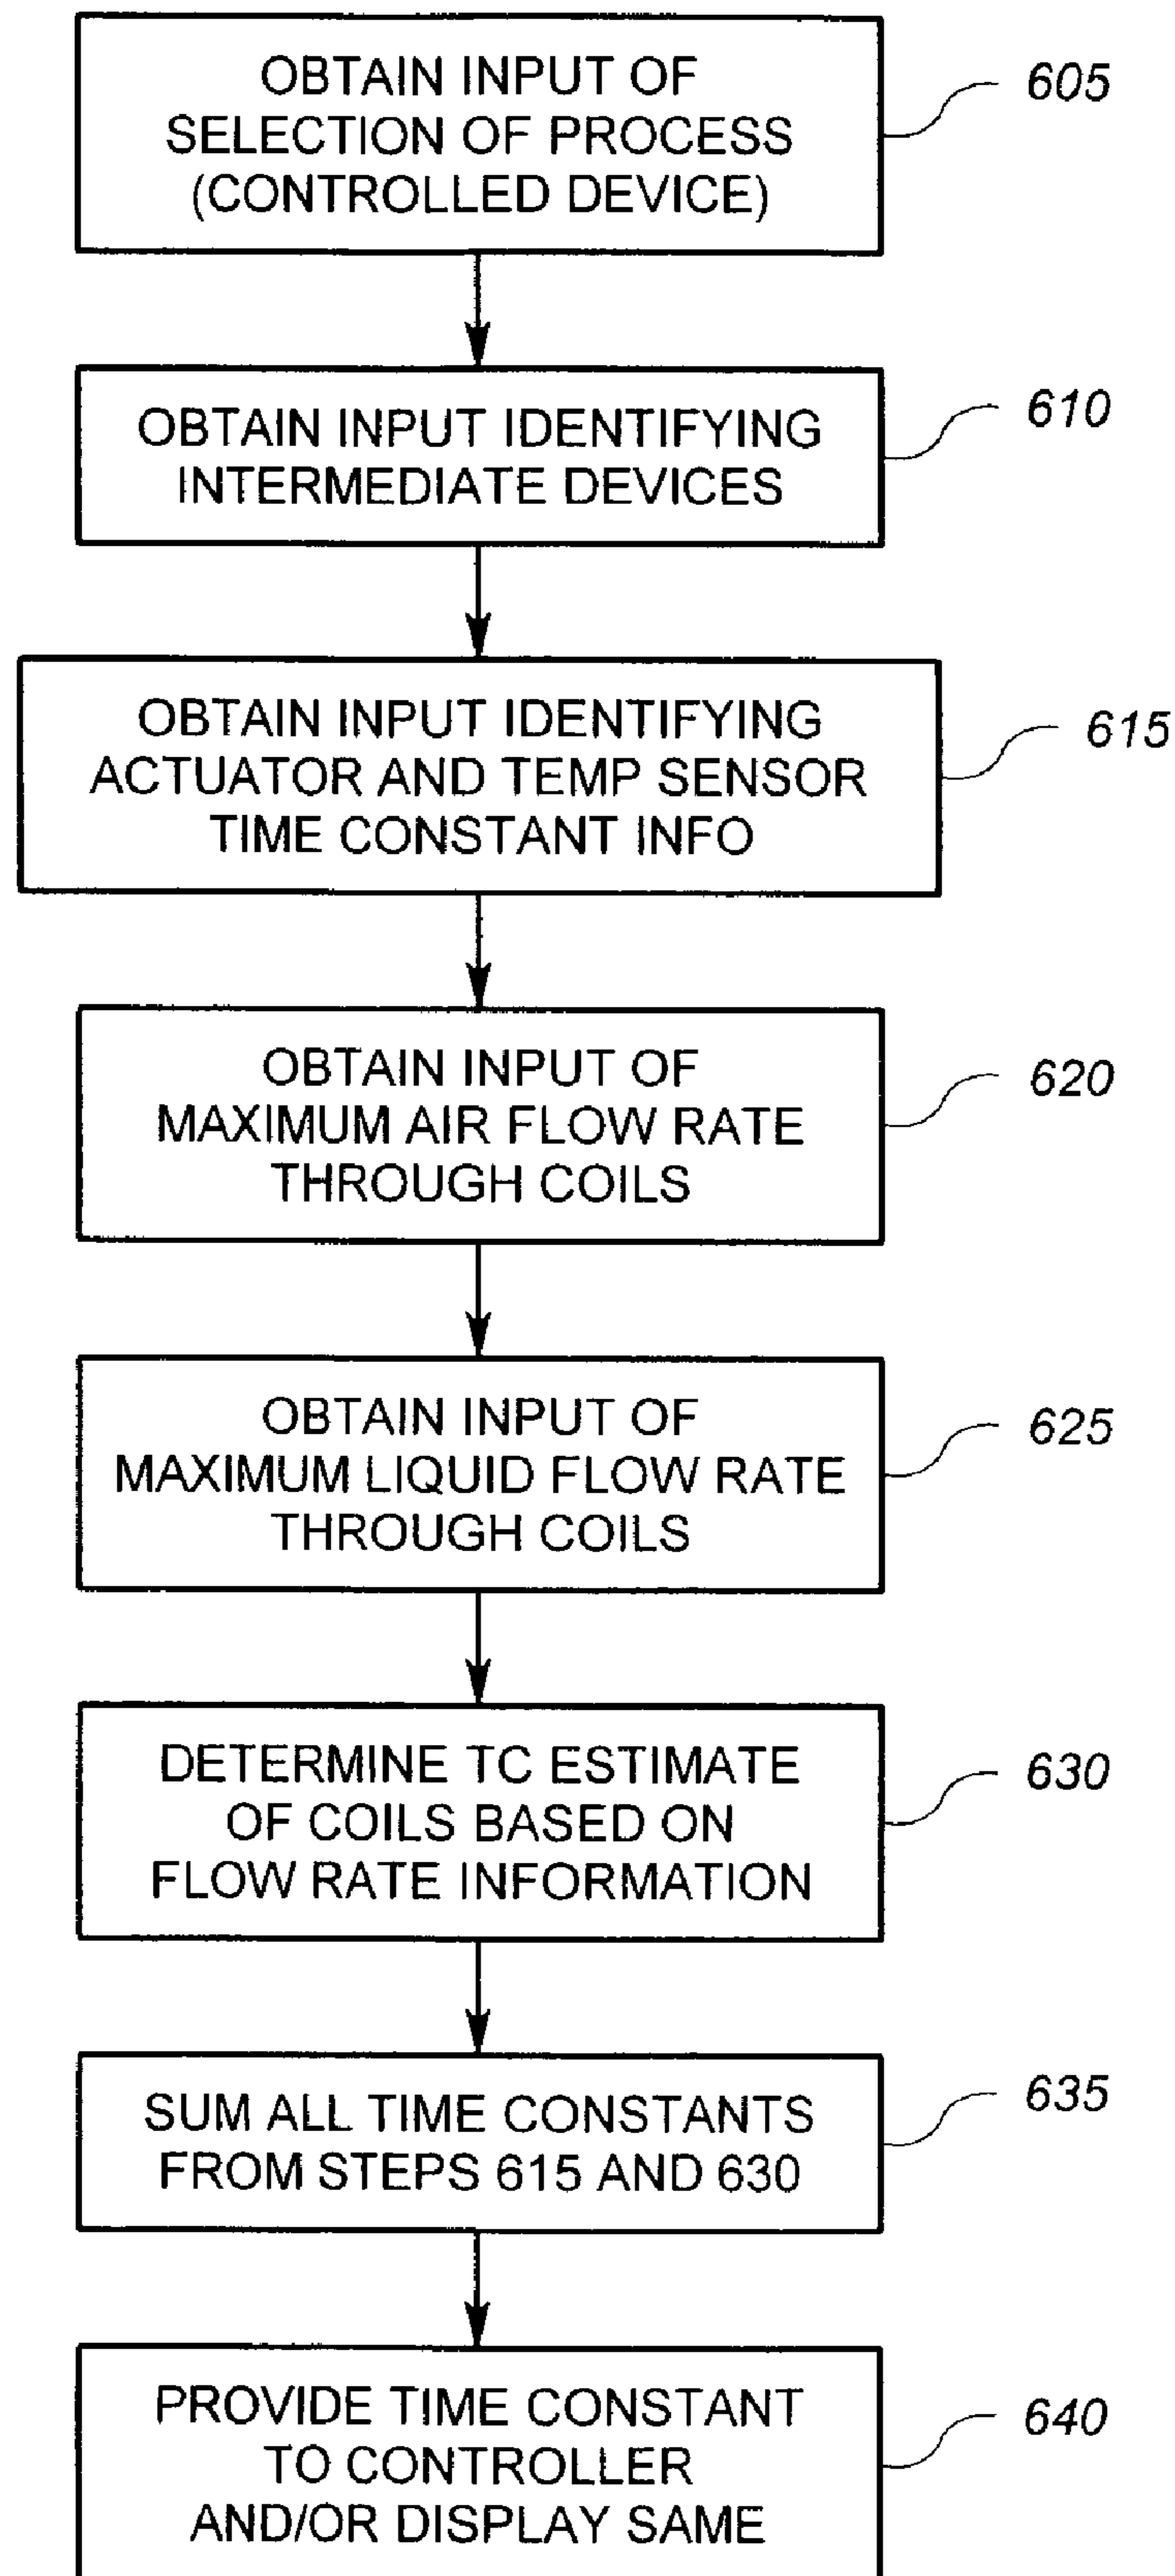 OBTAIN INPUT OF
SELECTION OF PROCESS
(CONTROLLED DEVICE)
605
OBTAIN INPUT IDENTIFYING
INTERMEDIATE DEVICES
610
OBTAIN INPUT IDENTIFYING
ACTUATOR AND TEMP SENSOR
TIME CONSTANT INFO
615
OBTAIN INPUT OF
MAXIMUM AIR FLOW RATE
THROUGH COILS
620
OBTAIN INPUT OF
MAXIMUM LIQUID FLOW RATE
THROUGH COILS
625
DETERMINE TC ESTIMATE
OF COILS BASED ON
FLOW RATE INFORMATION
630
SUM ALL TIME CONSTANTS
FROM STEPS 615 AND 630
635
PROVIDE TIME CONSTANT
TO CONTROLLER
AND/OR DISPLAY SAME
640